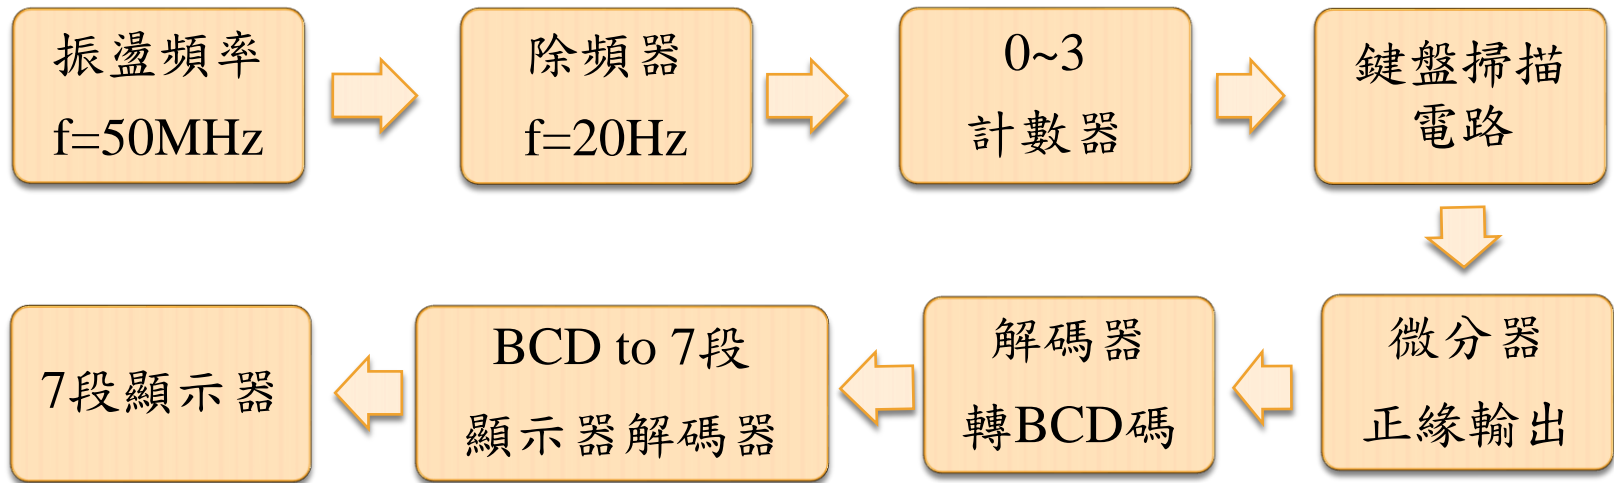 振盪頻率
f=50MHz
除頻器
f=20Hz
0~3
計數器
鍵盤掃描
電路
微分器
正緣輸出
解碼器
轉BCD碼
BCD to 7段
顯示器解碼器
7段顯示器